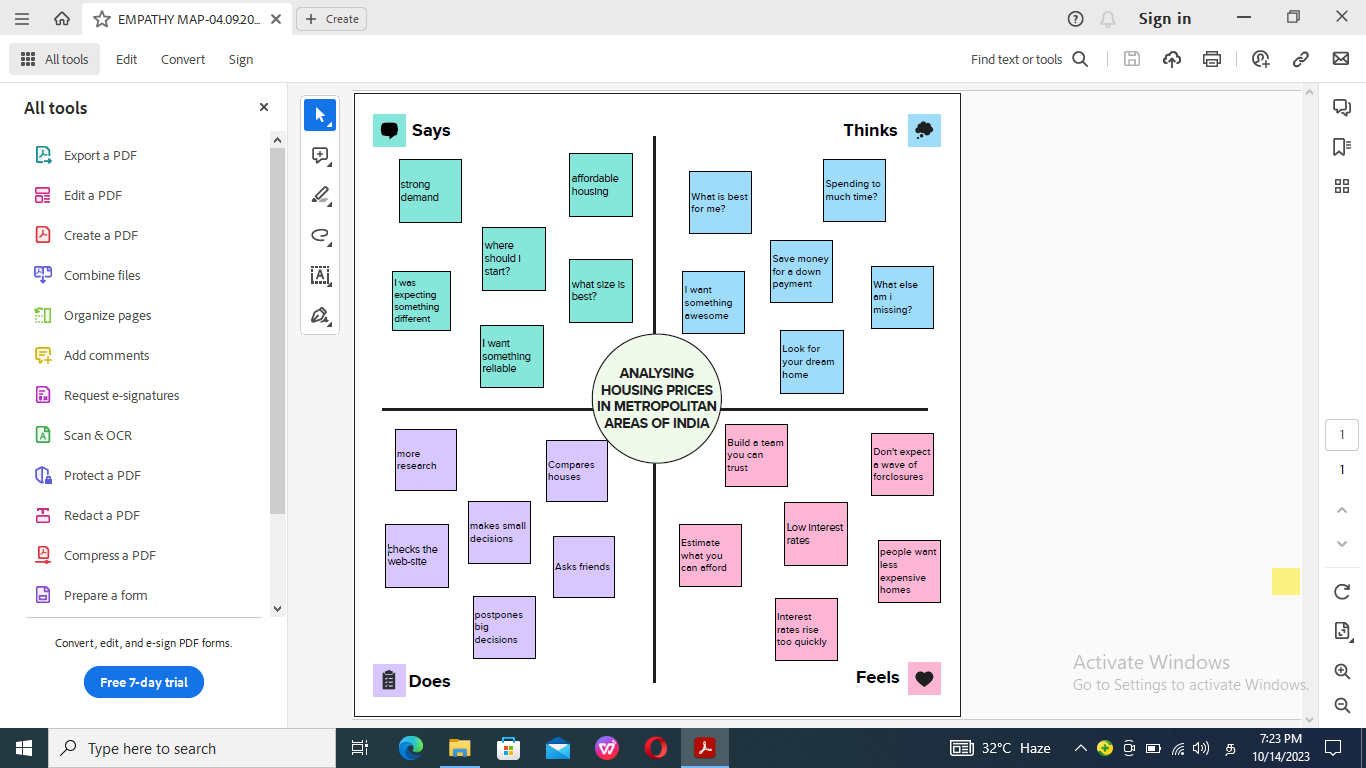 EMPATHY MAP-04.09.20...
Create
Sign in
All tools
Edit
Convert
Sign
Find text or tools
All tools
Export a PDF
Edit a PDF
Create a PDF
Combine files
Organize pages
Add comments
Request e-signatures
Scan & OCR
Protect a PDF
Redact a PDF
Compress a PDF
Prepare a form
Convert, edit, and e-sign PDF forms.
Free 7-day trial
Says
strong
demand
affordable
housing
where
should I
start?
I was
expecting
something
different
what size is
best?
I want
something
reliable
Thinks
What is best
for me?
Spending to
much time?
Save money
for a down
payment
I want
something
awesome
What else
am i
missing?
Look for
your dream
home
ANALYSING
HOUSING PRICES
IN METROPOLITAN
AREAS OF INDIA
more
research
Compares
houses
makes small
decisions
checks the
web-site
Asks friends
postpones
big
decisions
Does
Build a team
you can
trust
Don't expect
a wave of
forclosures
Low interest
rates
Estimate
what you
can afford
people want
less
expensive
homes
Interest
rates rise
too quickly
Feels
1
1
Activate Windows
Go to Settings to activate Windows.
Type here to search
32°C Haze
7:23 PM
10/14/2023